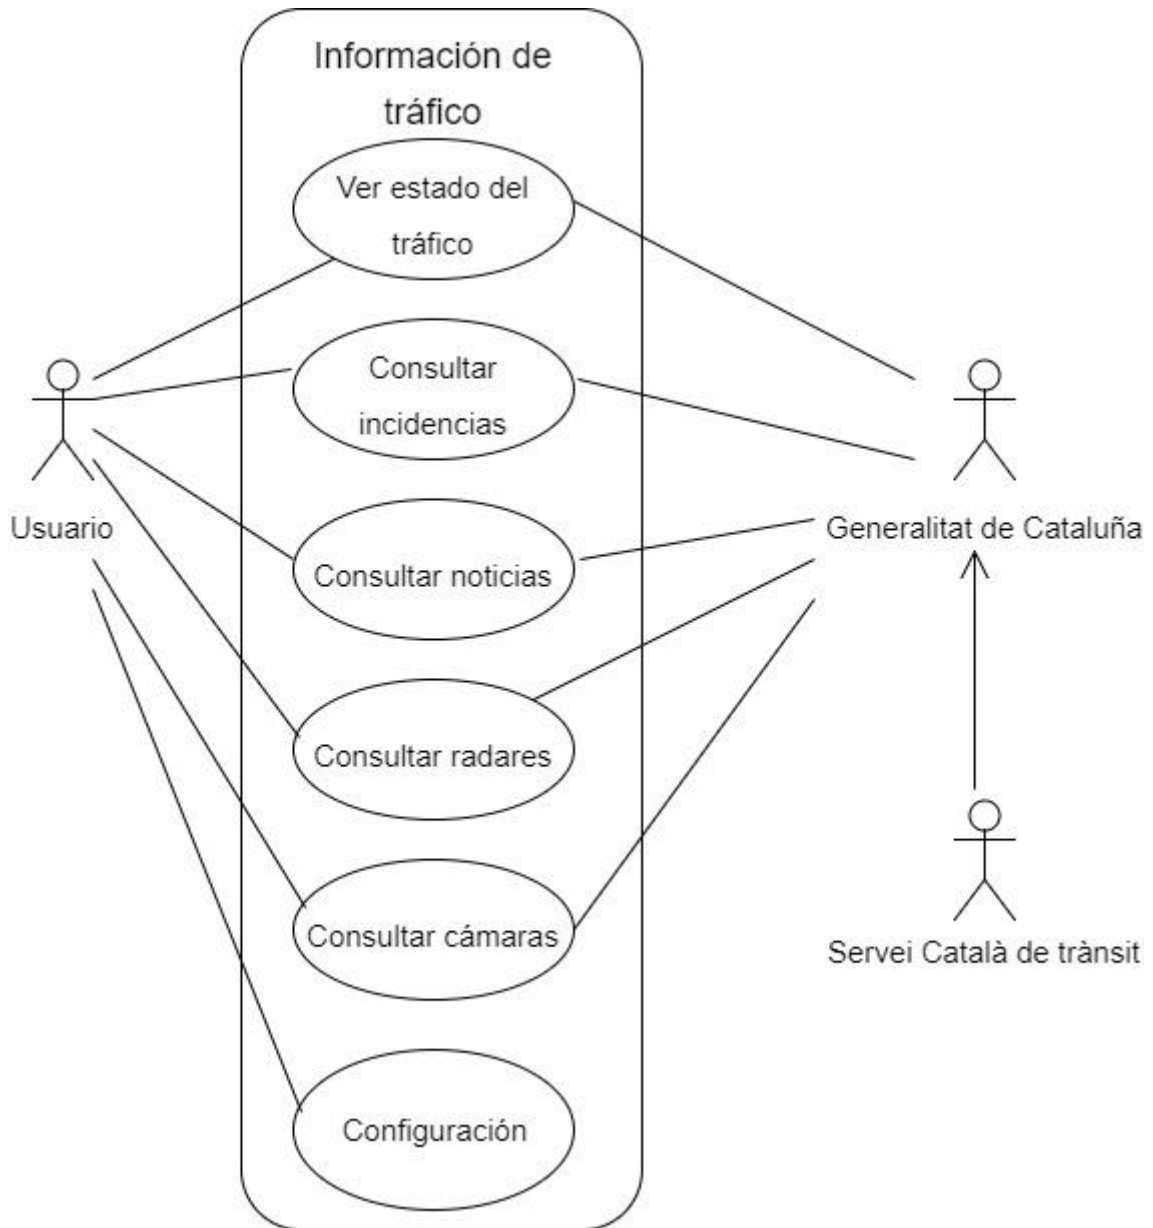 Información de
tráfico
Ver estado del
tráfico
Consultar
incidencias
Usuario
Generalitat de Cataluña
Consultar noticias
Consultar radares
Consultar cámaras
Servei Català de trànsit
Configuración